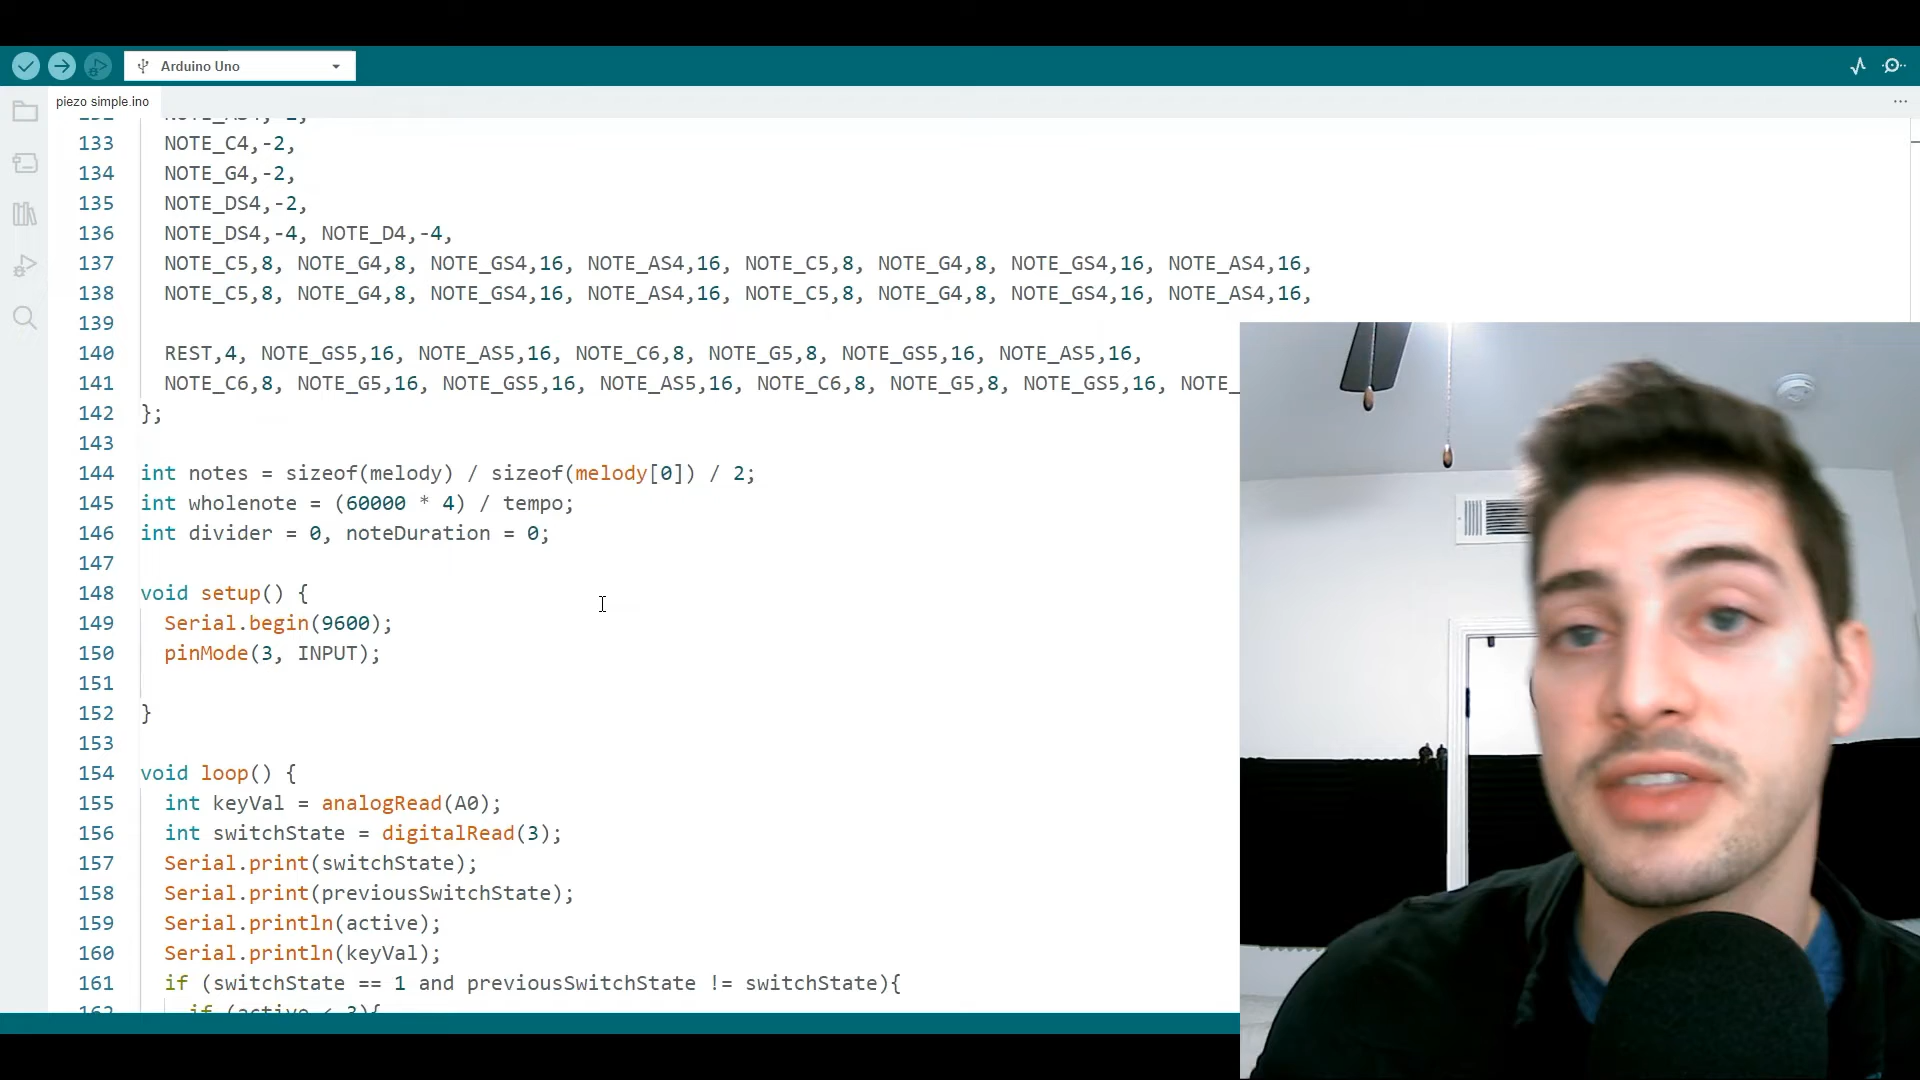 Arduino Uno
piezo simple.ino
133 NOTE_C4,-2,
134 NOTE_G4,-2,
135 NOTE_DS4,-2,
136 NOTE_DS4,-4, NOTE_D4,-4,
137 NOTE_C5,8, NOTE_G4,8, NOTE_GS4,16, NOTE_AS4,16, NOTE_C5,8, NOTE_G4,8, NOTE_GS4,16, NOTE_AS4,16,
138 NOTE_C5,8, NOTE_G4,8, NOTE_GS4,16, NOTE_AS4,16, NOTE_C5,8, NOTE_G4,8, NOTE_GS4,16, NOTE_AS4,16,
139
140 REST,4, NOTE_GS5,16, NOTE_AS5,16, NOTE_C6,8, NOTE_G5,8, NOTE_GS5,16, NOTE_AS5,16,
141 NOTE_C6,8, NOTE_G5,16, NOTE_GS5,16, NOTE_AS5,16, NOTE_C6,8, NOTE_G5,8, NOTE_GS5,16, NOTE_
142 };
143
144 int notes = sizeof(melody) / sizeof(melody[0]) / 2;
145 int wholenote = (60000 * 4) / tempo;
146 int divider = 0, noteDuration = 0;
147
148 void setup() {
149 Serial.begin(9600);
150 pinMode(3, INPUT);
151
152 }
153
154 void loop() {
155 int keyVal = analogRead(A0);
156 int switchState = digitalRead(3);
157 Serial.print(switchState);
158 Serial.print(previousSwitchState);
159 Serial.println(active);
160 Serial.println(keyVal);
161 if (switchState == 1 and previousSwitchState != switchState){
162 if (active < 3){